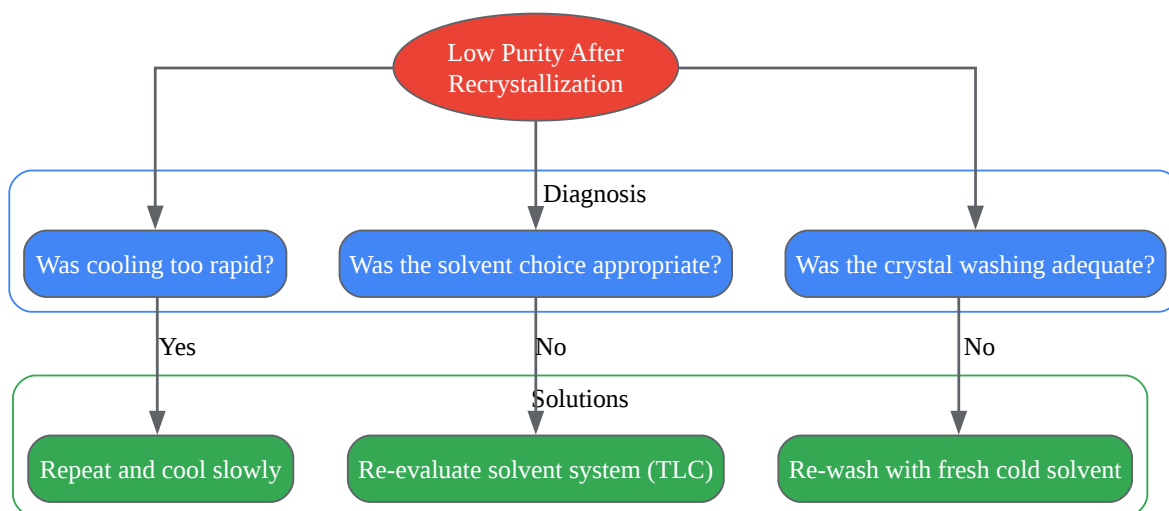 Low Purity After
Recrystallization
Diagnosis
Was cooling too rapid?
Was the solvent choice appropriate?
Was the crystal washing adequate?
Yes
No
No
Solutions
Repeat and cool slowly
Re-evaluate solvent system (TLC)
Re-wash with fresh cold solvent